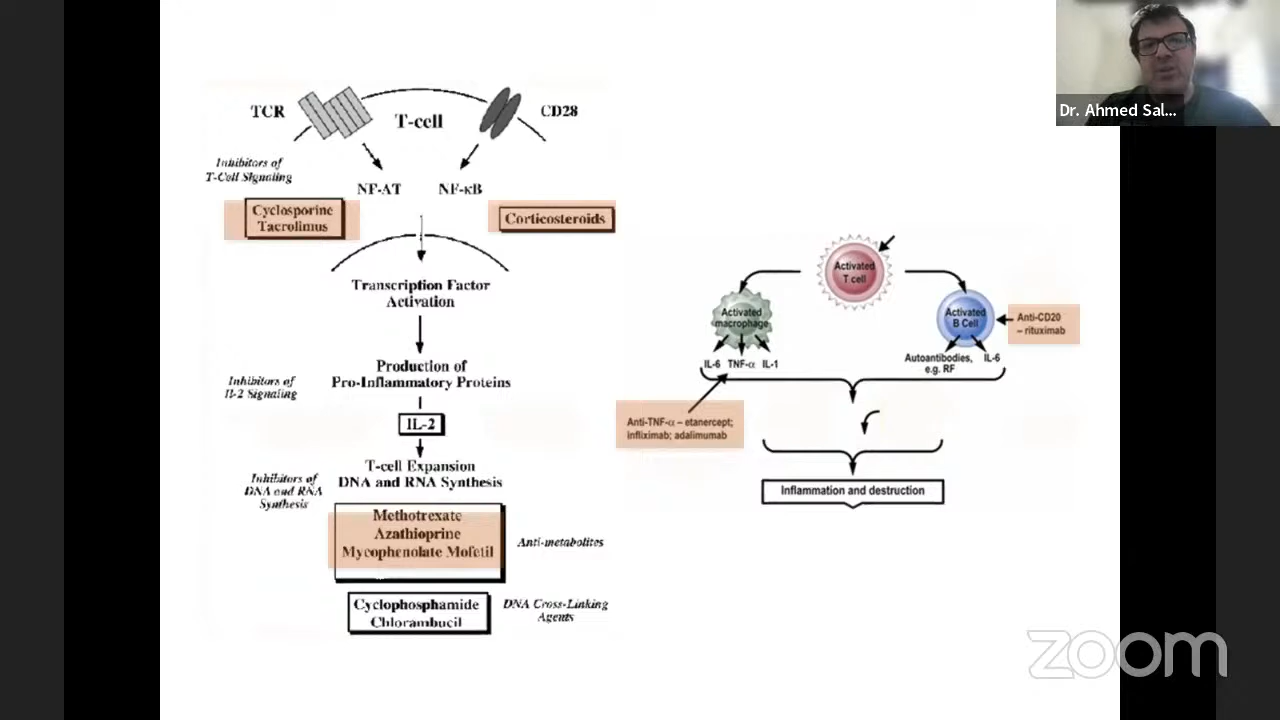 TCR
T-cell
CD28
Inhibitors of
T-Cell Signaling
NF-AT
NF-κB
Cyclosporine
Tacrolimus
Corticosteroids
Transcription Factor
Activation
Production of
Pro-Inflammatory Proteins
Inhibitors of
Il-2 Signaling
IL-2
T-cell Expansion
DNA and RNA Synthesis
Inhibitors of
DNA and RNA
Synthesis
Methotrexate
Azathioprine
Mycophenolate Mofetil
Anti-metabolites
Cyclophosphamide
Chlorambucil
DNA Cross-Linking
Agents
Activated
T cell
Activated
macrophage
Activated
B Cell
Anti-CD20
– rituximab
IL-6 TNF-α IL-1
Autoantibodies,
e.g. RF
IL-6
Anti-TNF-α – etanercept;
infliximab; adalimumab
Inflammation and destruction
Dr. Ahmed Sal...
zoom